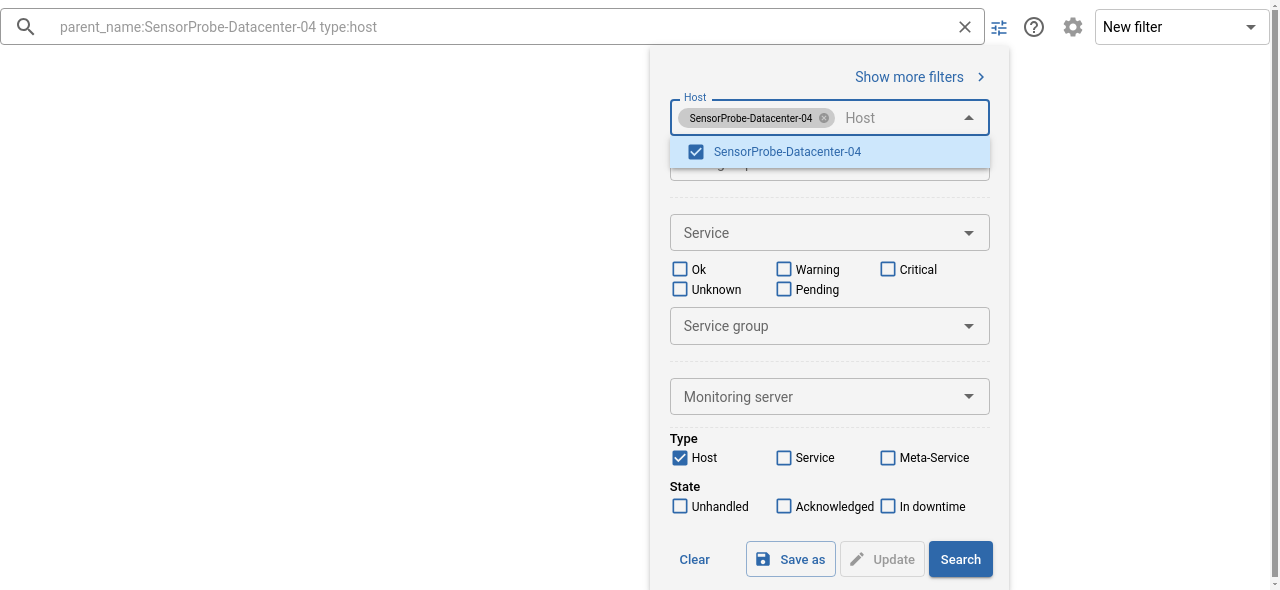 parent_name:SensorProbe-Datacenter-04 type:host
New filter
Show more filters
Host
SensorProbe-Datacenter-04 Host
SensorProbe-Datacenter-04
Service
Ok Warning Critical
Unknown Pending
Service group
Monitoring server
Type
Host Service Meta-Service
State
Unhandled Acknowledged In downtime
Clear Save as Update Search